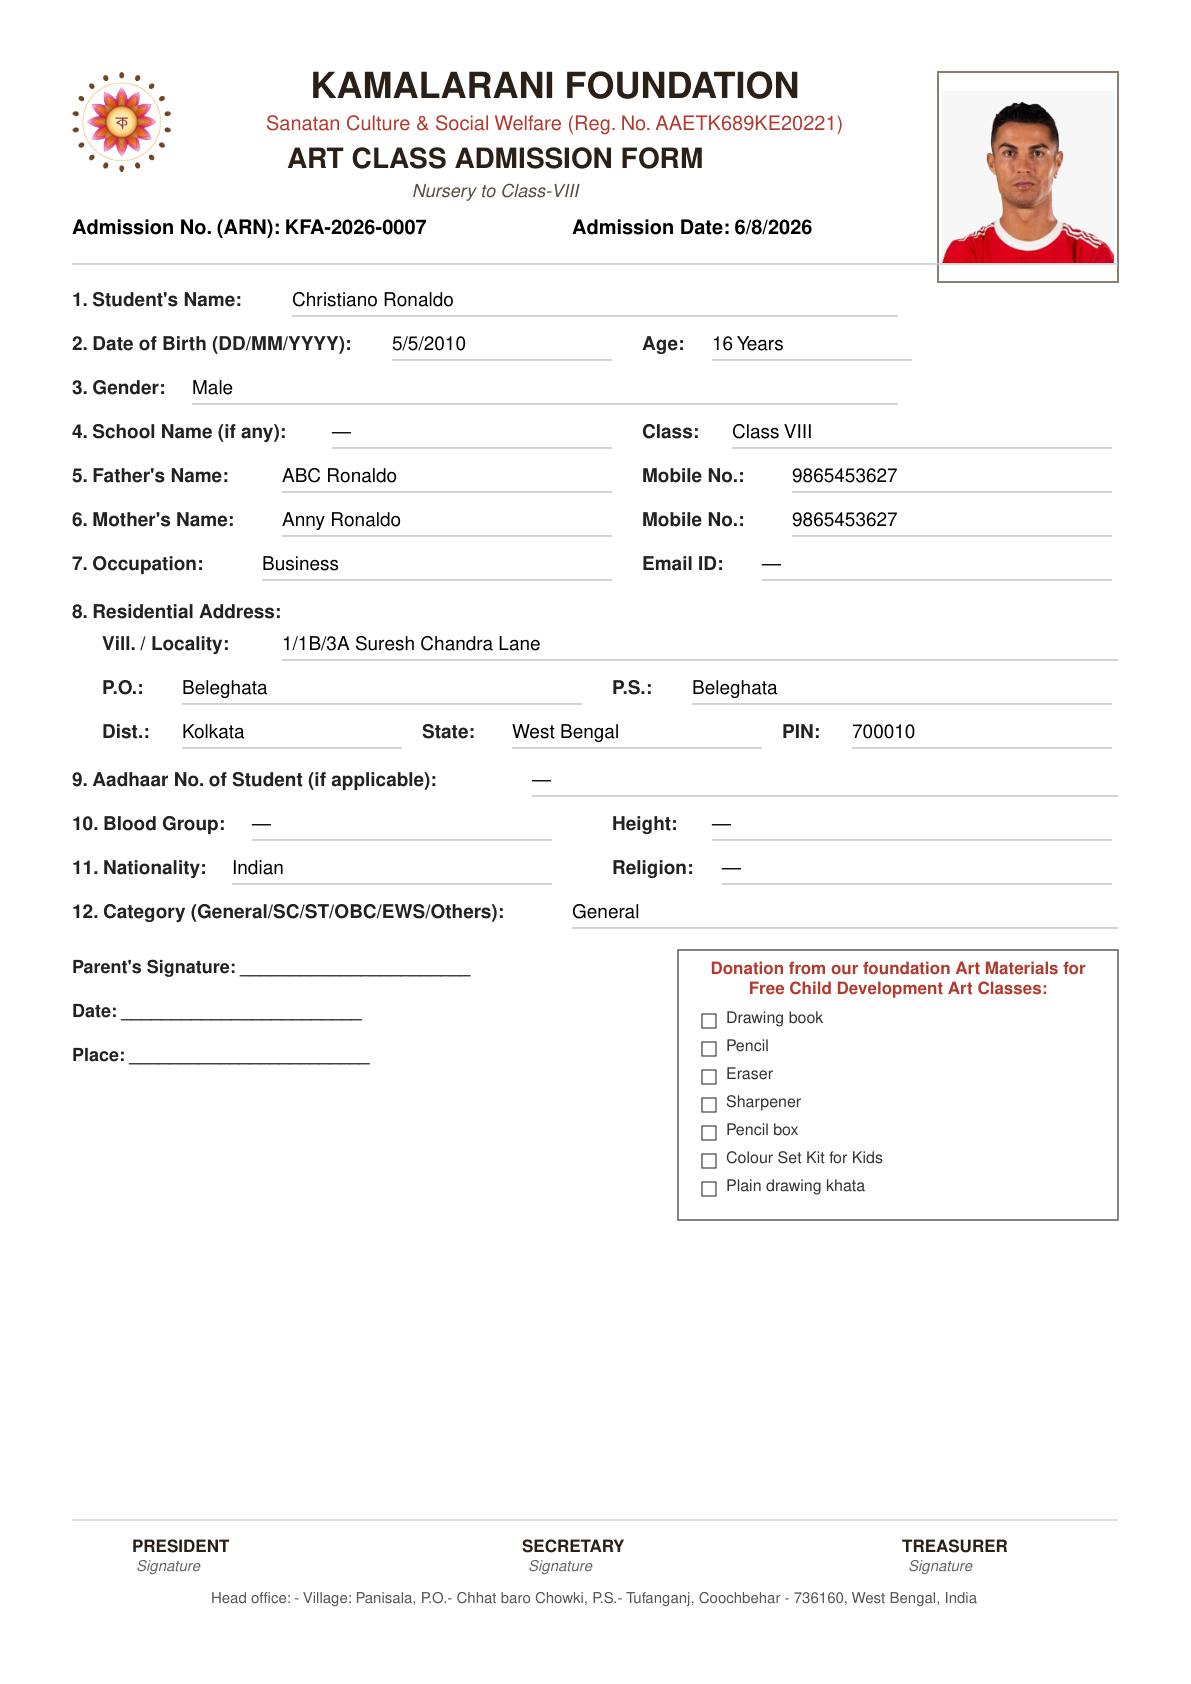 ক
KAMALARANI FOUNDATION
Sanatan Culture & Social Welfare (Reg. No. AAETK689KE20221)
ART CLASS ADMISSION FORM
Nursery to Class-VIII
Admission No. (ARN): KFA-2026-0007 Admission Date: 6/8/2026
1. Student's Name: Christiano Ronaldo
2. Date of Birth (DD/MM/YYYY): 5/5/2010 Age: 16 Years
3. Gender: Male
4. School Name (if any): — Class: Class VIII
5. Father's Name: ABC Ronaldo Mobile No.: 9865453627
6. Mother's Name: Anny Ronaldo Mobile No.: 9865453627
7. Occupation: Business Email ID: —
8. Residential Address:
Vill. / Locality: 1/1B/3A Suresh Chandra Lane
P.O.: Beleghata P.S.: Beleghata
Dist.: Kolkata State: West Bengal PIN: 700010
9. Aadhaar No. of Student (if applicable): —
10. Blood Group: — Height: —
11. Nationality: Indian Religion: —
12. Category (General/SC/ST/OBC/EWS/Others): General
Parent's Signature: _______________________
Date: ________________________
Place: ________________________
Donation from our foundation Art Materials for
Free Child Development Art Classes:
Drawing book
Pencil
Eraser
Sharpener
Pencil box
Colour Set Kit for Kids
Plain drawing khata
PRESIDENT SECRETARY TREASURER
Signature Signature Signature
Head office: - Village: Panisala, P.O.- Chhat baro Chowki, P.S.- Tufanganj, Coochbehar - 736160, West Bengal, India